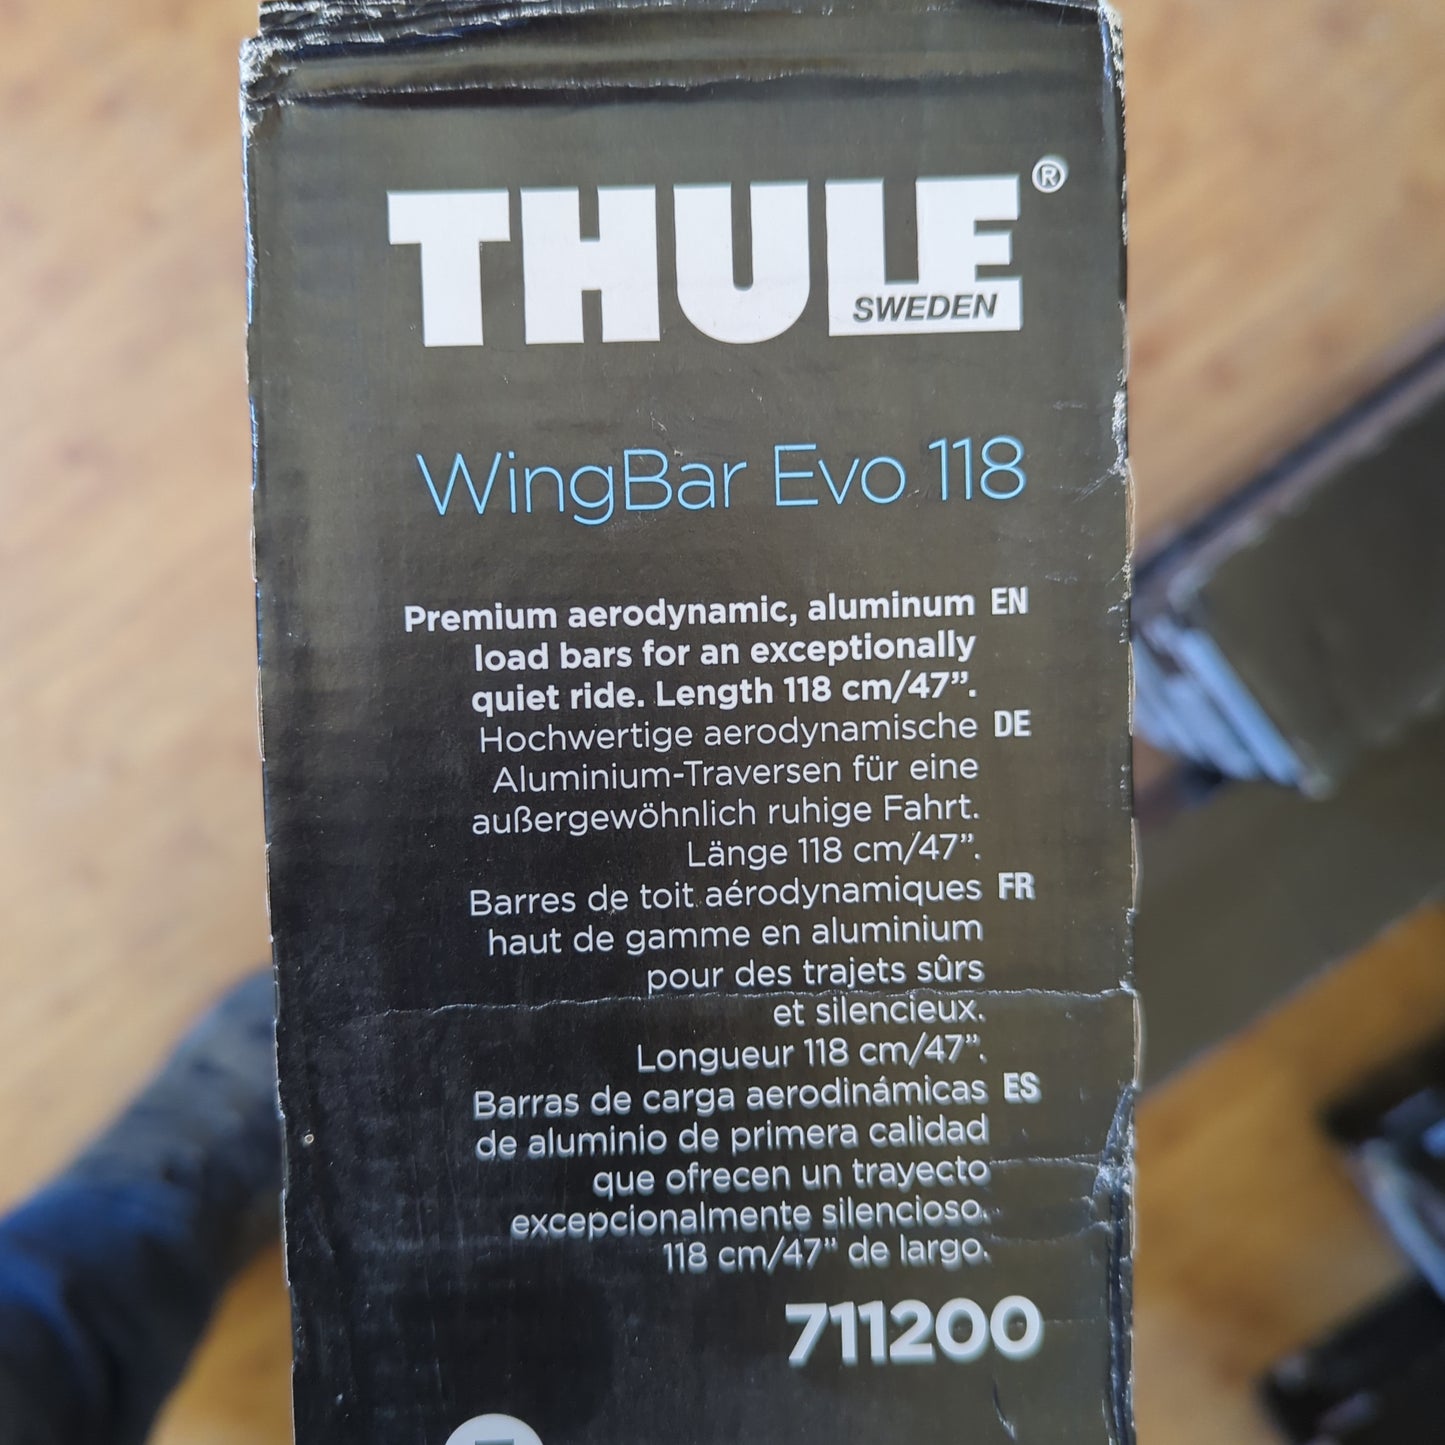 THULE®
SWEDEN
WingBar Evo 118
Premium aerodynamic, aluminum EN
load bars for an exceptionally
quiet ride. Length 118 cm/47”.
Hochwertige aerodynamische DE
Aluminium-Traversen für eine
außergewöhnlich ruhige Fahrt.
Länge 118 cm/47”.
Barres de toit aérodynamiques FR
haut de gamme en aluminium
pour des trajets sûrs
et silencieux.
Longueur 118 cm/47”.
Barras de carga aerodinámicas ES
de aluminio de primera calidad
que ofrecen un trayecto
excepcionalmente silencioso.
118 cm/47” de largo.
711200